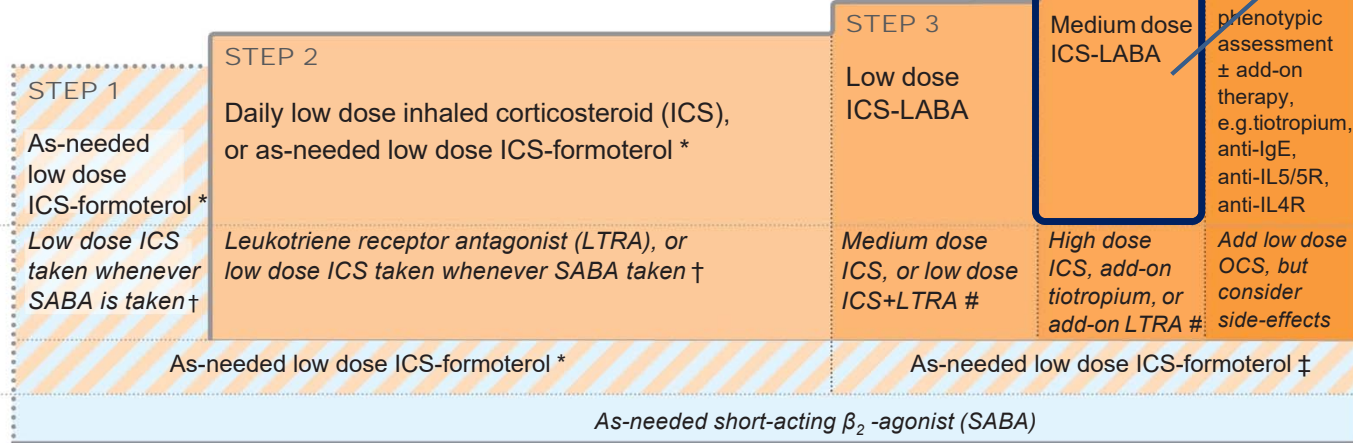 STEP 1
As-needed
low dose
ICS-formoterol *
STEP 2
Daily low dose inhaled corticosteroid (ICS),
or as-needed low dose ICS-formoterol *
STEP 3
Low dose
ICS-LABA
Medium dose
ICS-LABA
phenotypic
assessment
± add-on
therapy,
e.g.tiotropium,
anti-IgE,
anti-IL5/5R,
anti-IL4R
Low dose ICS
taken whenever
SABA is taken †
Leukotriene receptor antagonist (LTRA), or
low dose ICS taken whenever SABA taken †
Medium dose
ICS, or low dose
ICS+LTRA #
High dose
ICS, add-on
tiotropium, or
add-on LTRA #
Add low dose
OCS, but
consider
side-effects
As-needed low dose ICS-formoterol *
As-needed low dose ICS-formoterol ‡
As-needed short-acting β₂ -agonist (SABA)